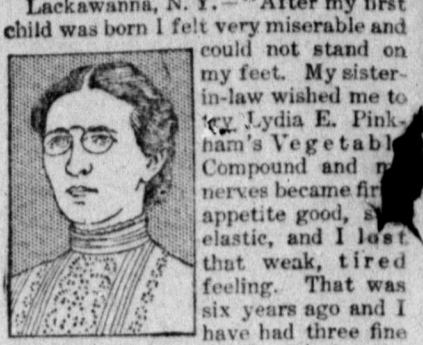 Lackawanna, N. Y.—"After my first
child was born I felt very miserable and
could not stand on
my feet. My sister-
in-law wished me to
try Lydia E. Pink-
ham's Vegetable
Compound and
nerves became
appetite good,
elastic, and I lost
that weak, tired
feeling. That was
six years ago and I
have had three fine